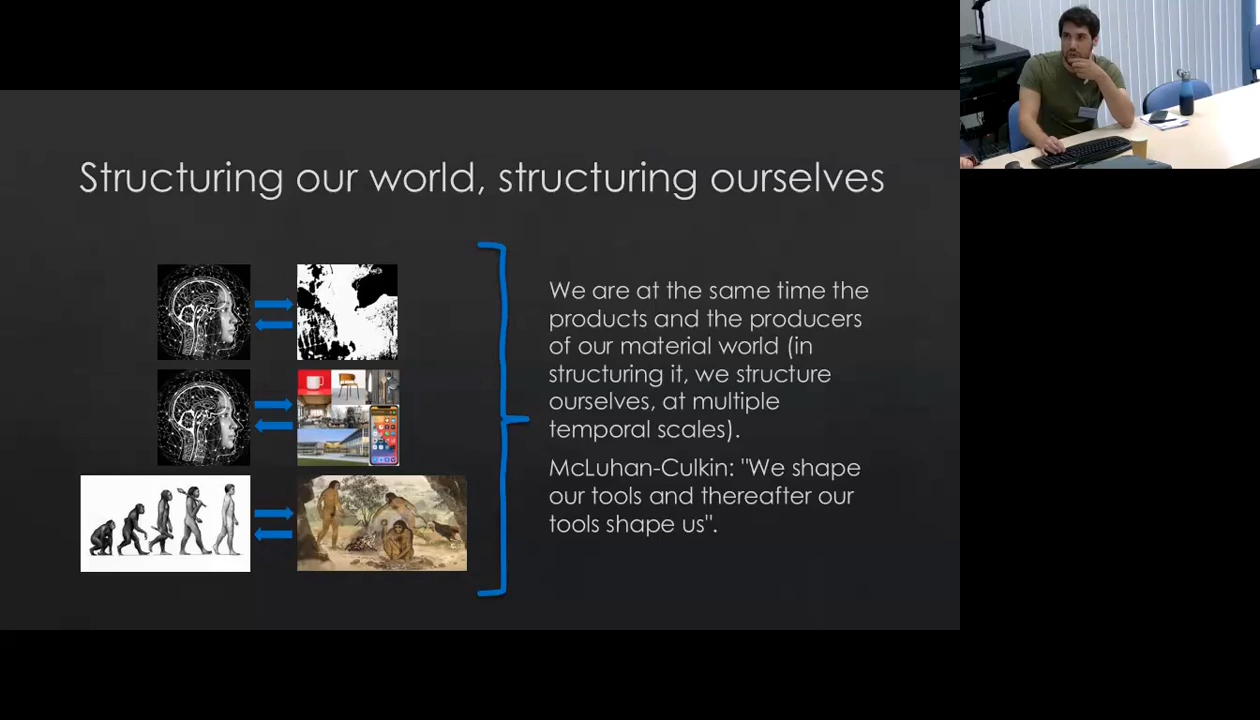 Structuring our world, structuring ourselves
We are at the same time the
products and the producers
of our material world (in
structuring it, we structure
ourselves, at multiple
temporal scales).
McLuhan-Culkin: "We shape
our tools and thereafter our
tools shape us".